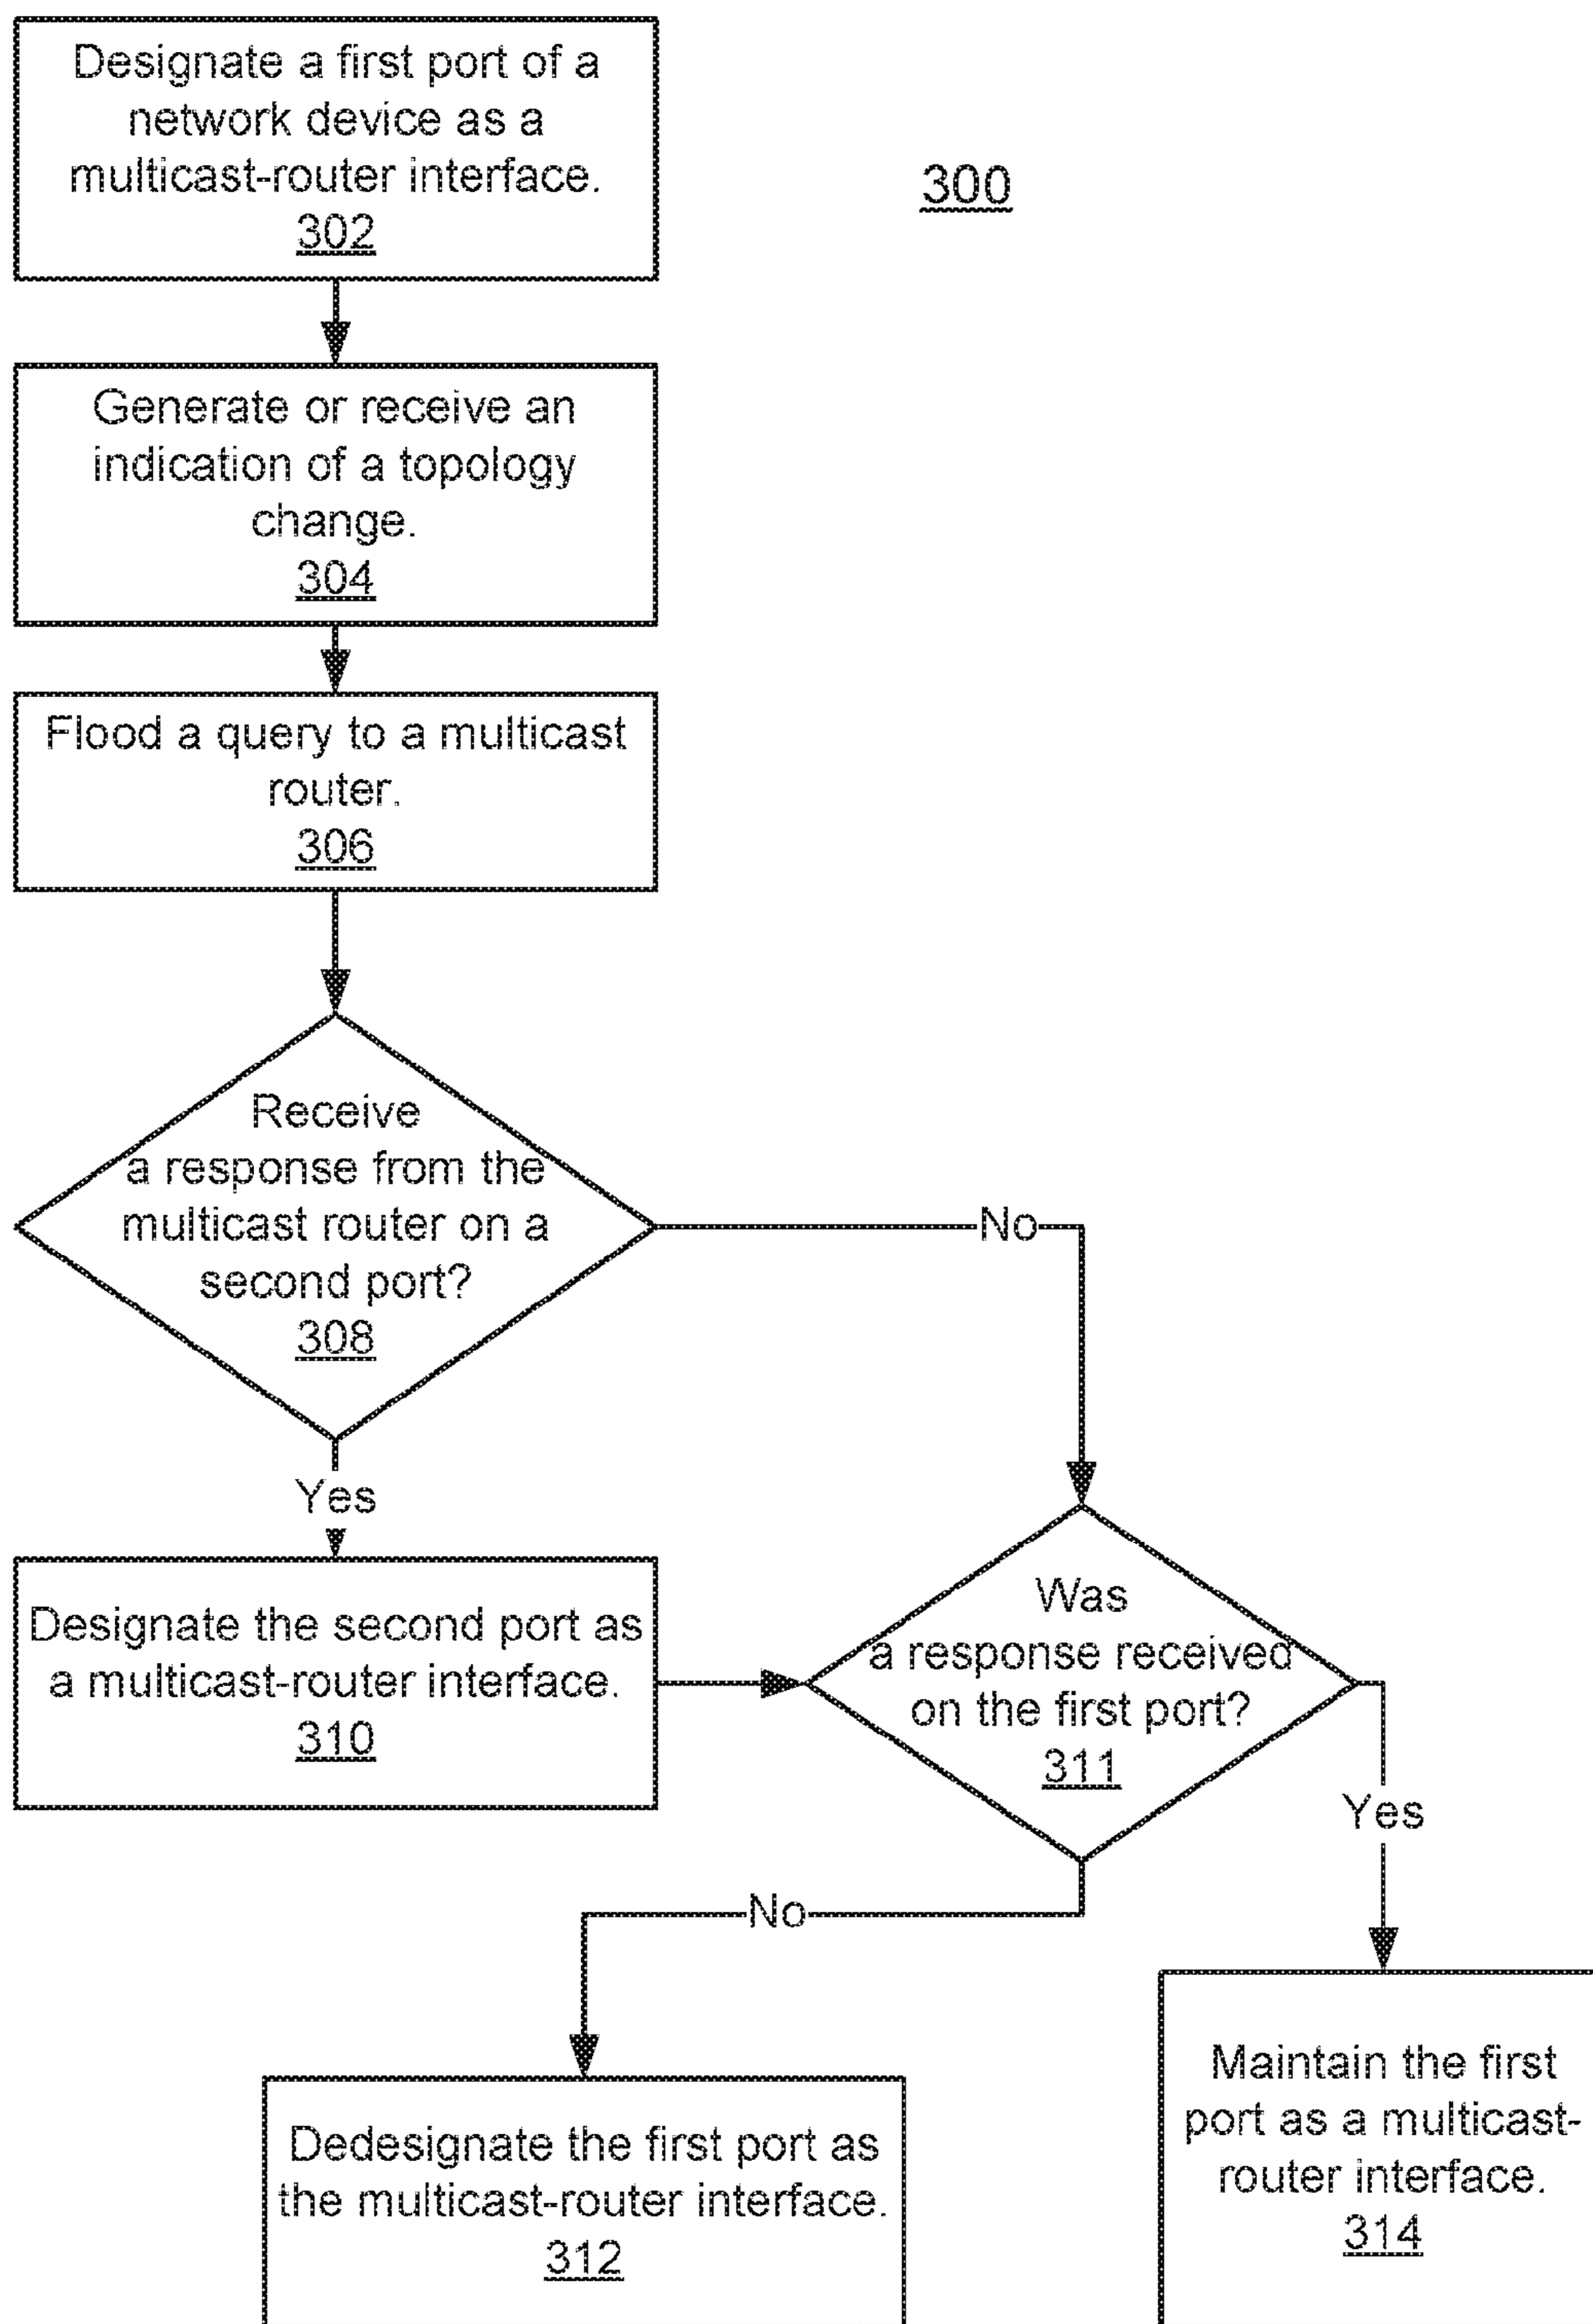 Designate a first port of a
network device as a
multicast-router interface.
302
300
Generate or receive an
indication of a topology
change.
304
Flood a query to a multicast
router.
306
Receive
a response from the
multicast router on a
second port?
308
No
Yes
Designate the second port as
a multicast-router interface.
310
Was
a response received
on the first port?
311
Yes
No
Dedesignate the first port as
the multicast-router interface.
312
Maintain the first
port as a multicast-
router interface.
314